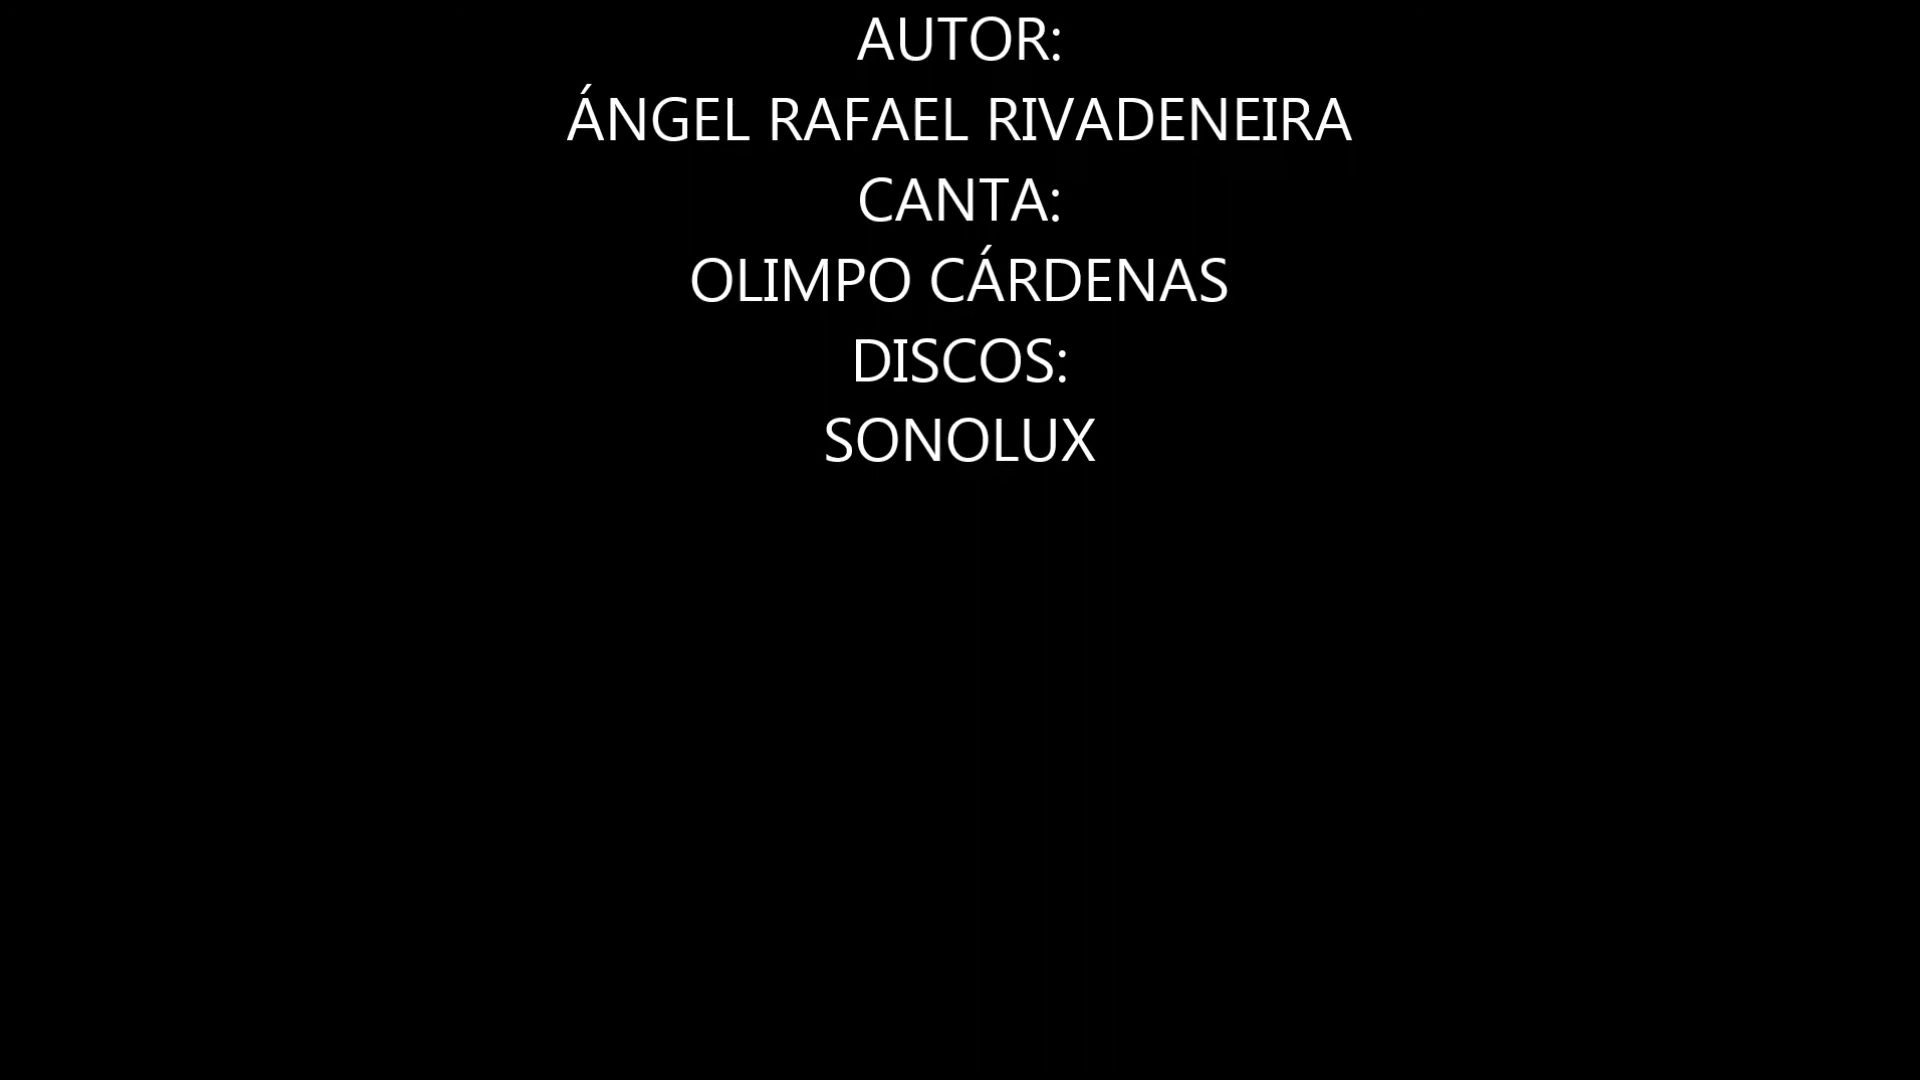 AUTOR:
ÁNGEL RAFAEL RIVADENEIRA
CANTA:
OLIMPO CÁRDENAS
DISCOS:
SONOLUX